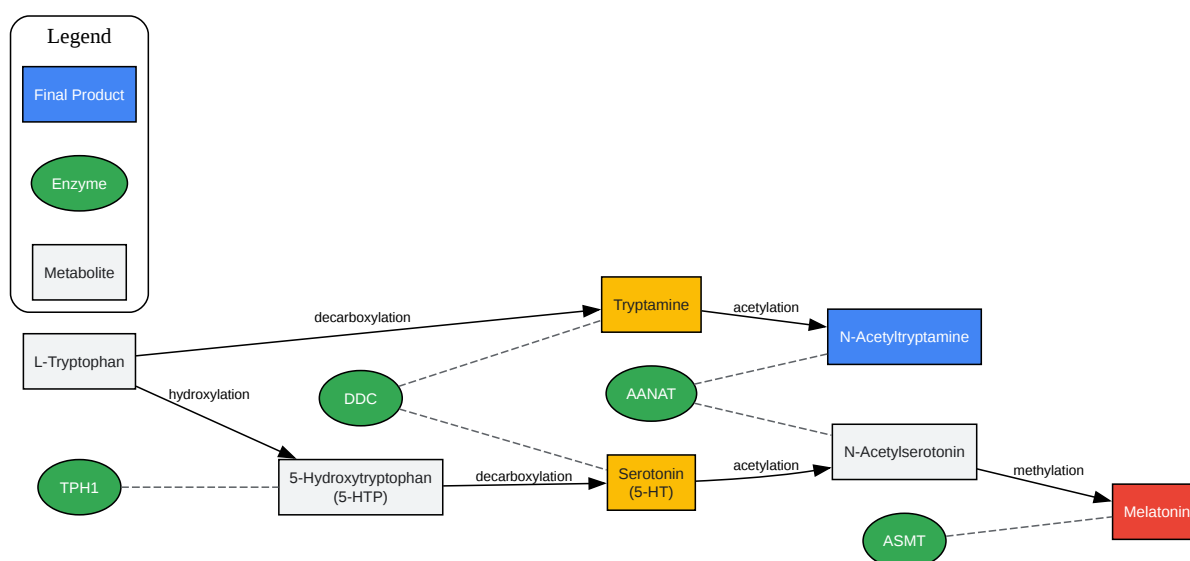 Legend
Final Product
Enzyme
Metabolite
L-Tryptophan
decarboxylation
hydroxylation
Tryptamine
acetylation
N-Acetyltryptamine
DDC
AANAT
TPH1
5-Hydroxytryptophan
(5-HTP)
decarboxylation
Serotonin
(5-HT)
acetylation
N-Acetylserotonin
methylation
Melatonin
ASMT